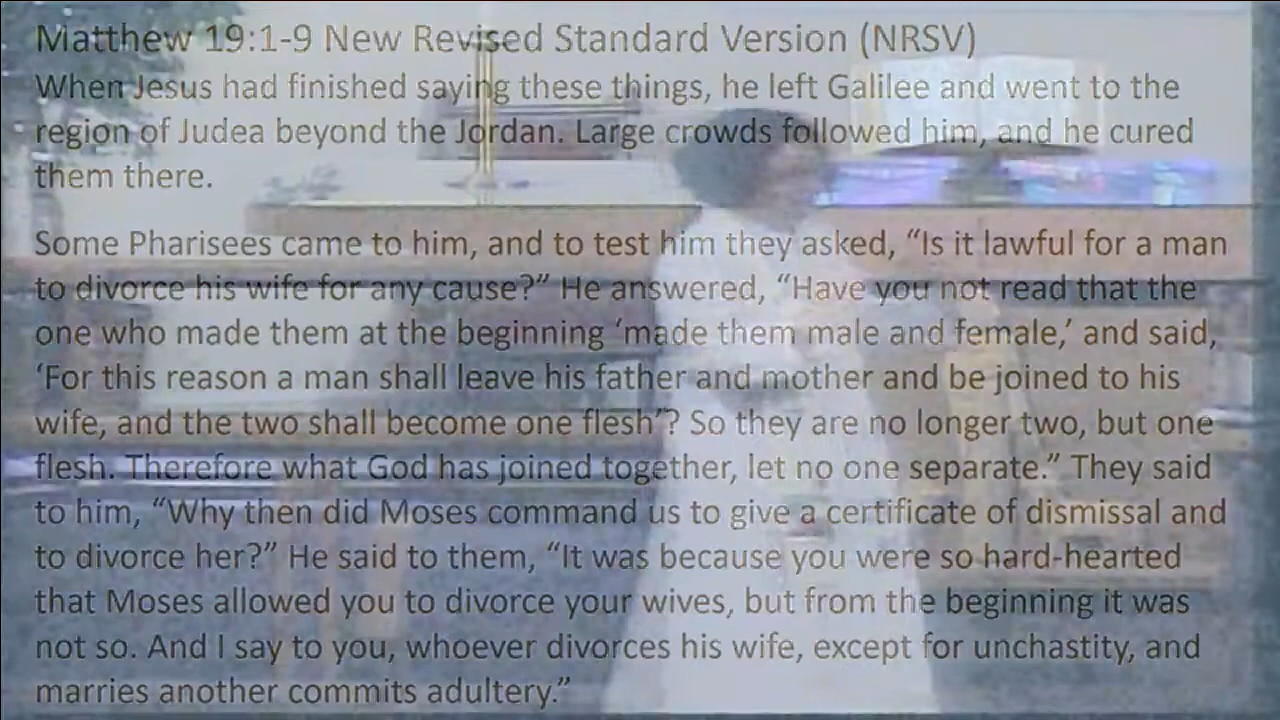 Matthew 19:1-9 New Revised Standard Version (NRSV)
When Jesus had finished saying these things, he left Galilee and went to the
region of Judea beyond the Jordan. Large crowds followed him, and he cured
them there.
Some Pharisees came to him, and to test him they asked, “Is it lawful for a man
to divorce his wife for any cause?” He answered, “Have you not read that the
one who made them at the beginning ‘made them male and female,’ and said,
‘For this reason a man shall leave his father and mother and be joined to his
wife, and the two shall become one flesh’? So they are no longer two, but one
flesh. Therefore what God has joined together, let no one separate.” They said
to him, “Why then did Moses command us to give a certificate of dismissal and
to divorce her?” He said to them, “It was because you were so hard-hearted
that Moses allowed you to divorce your wives, but from the beginning it was
not so. And I say to you, whoever divorces his wife, except for unchastity, and
marries another commits adultery.”